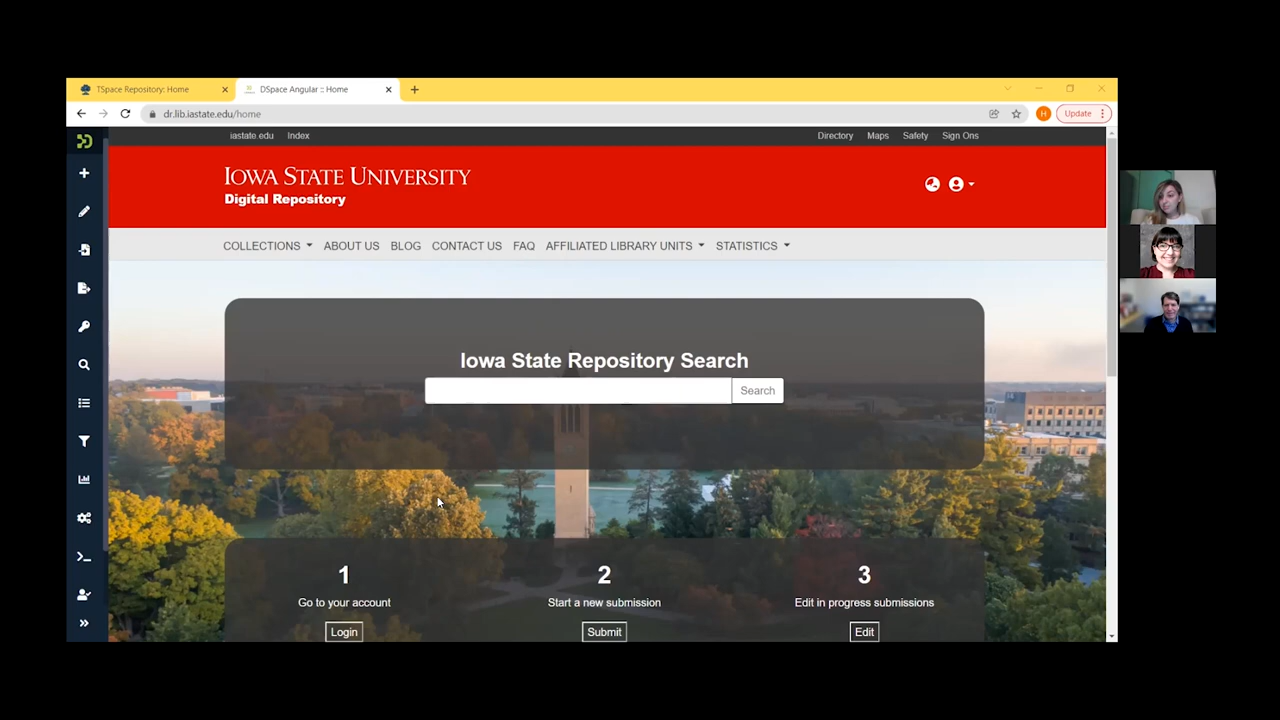 TSpace Repository: Home
DSpace Angular :: Home
dr.lib.iastate.edu/home
H
Update
iastate.edu Index Directory Maps Safety Sign Ons
IOWA STATE UNIVERSITY
Digital Repository
COLLECTIONS ABOUT US BLOG CONTACT US FAQ AFFILIATED LIBRARY UNITS STATISTICS
Iowa State Repository Search
Search
1 2 3
Go to your account Start a new submission Edit in progress submissions
Login Submit Edit